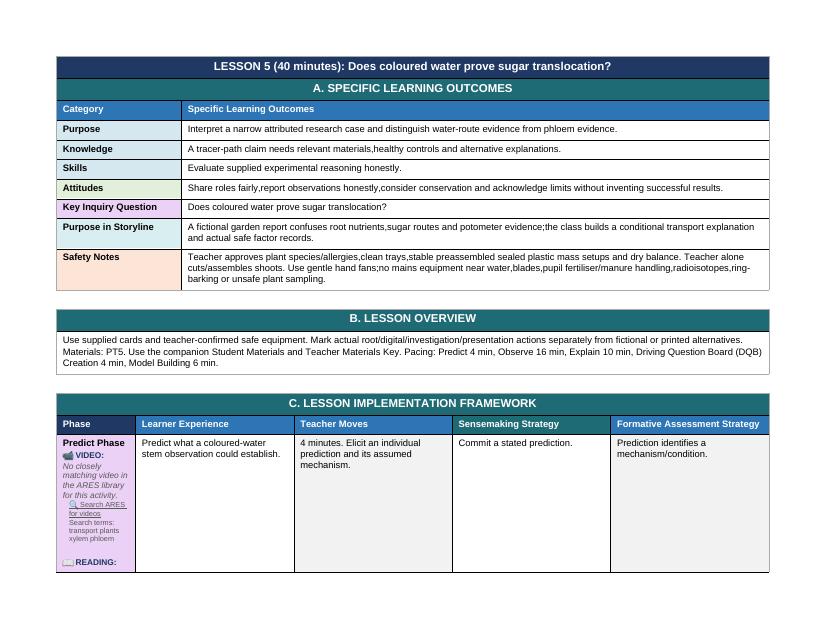 LESSON 5 (40 minutes): Does coloured water prove sugar translocation?
A. SPECIFIC LEARNING OUTCOMES
Category
Specific Learning Outcomes
Purpose
Interpret a narrow attributed research case and distinguish water-route evidence from phloem evidence.
Knowledge
A tracer-path claim needs relevant materials,healthy controls and alternative explanations.
Skills
Evaluate supplied experimental reasoning honestly.
Attitudes
Share roles fairly,report observations honestly,consider conservation and acknowledge limits without inventing successful results.
Key Inquiry Question
Does coloured water prove sugar translocation?
Purpose in Storyline
A fictional garden report confuses root nutrients,sugar routes and potometer evidence;the class builds a conditional transport explanation
and actual safe factor records.
Safety Notes
Teacher approves plant species/allergies,clean trays,stable preassembled sealed plastic mass setups and dry balance. Teacher alone
cuts/assembles shoots. Use gentle hand fans;no mains equipment near water,blades,pupil fertiliser/manure handling,radioisotopes,ring-
barking or unsafe plant sampling.
B. LESSON OVERVIEW
Use supplied cards and teacher-confirmed safe equipment. Mark actual root/digital/investigation/presentation actions separately from fictional or printed alternatives.
Materials: PT5. Use the companion Student Materials and Teacher Materials Key. Pacing: Predict 4 min, Observe 16 min, Explain 10 min, Driving Question Board (DQB)
Creation 4 min, Model Building 6 min.
C. LESSON IMPLEMENTATION FRAMEWORK
Phase
Learner Experience
Teacher Moves
Sensemaking Strategy
Formative Assessment Strategy
Predict Phase
📹 VIDEO:
No closely
matching video in
the ARES library
for this activity.
🔍 Search ARES
for videos
Search terms:
transport plants
xylem phloem
📖 READING:
Predict what a coloured-water
stem observation could establish.
4 minutes. Elicit an individual
prediction and its assumed
mechanism.
Commit a stated prediction.
Prediction identifies a
mechanism/condition.